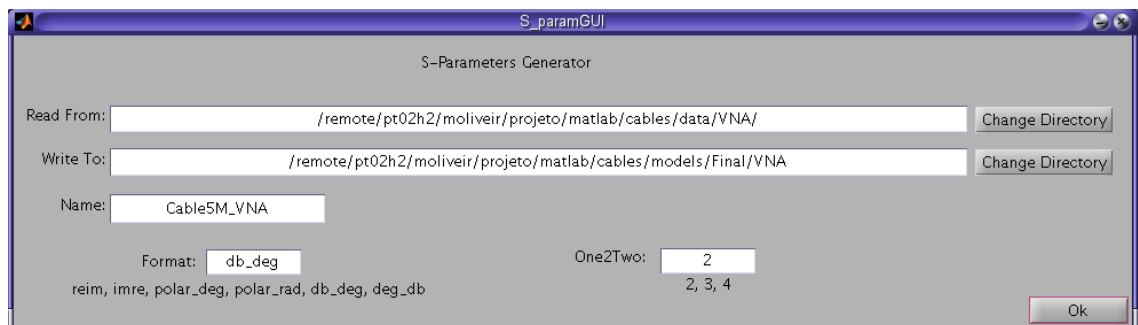 S_paramGUI
S-Parameters Generator
Read From: /remote/pt02h2/moliveir/projeto/matlab/cables/data/VNA/ Change Directory
Write To: /remote/pt02h2/moliveir/projeto/matlab/cables/models/Final/VNA Change Directory
Name: Cable5M_VNA
Format: db_deg One2Two: 2
reim, imre, polar_deg, polar_rad, db_deg, deg_db 2, 3, 4
Ok